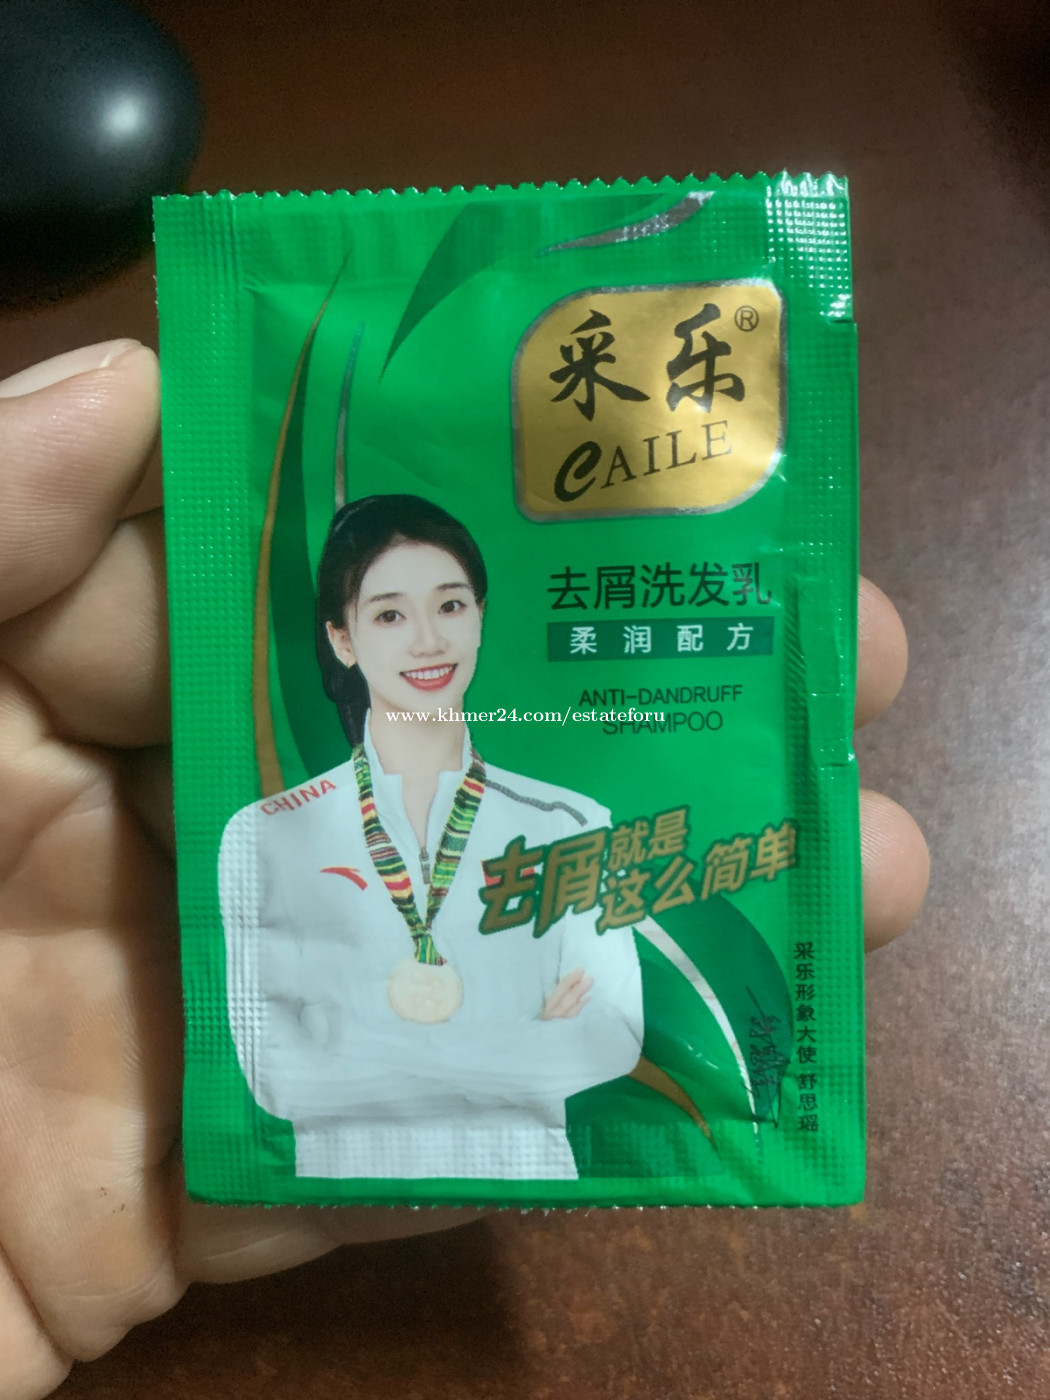 采乐®
CAILE
去屑洗发乳
柔润配方
ANTI-DANDRUFF
SHAMPOO
www.khmer24.com/estateforu
CHINA
去屑就是
这么简单
采乐形象大使 舒思瑶